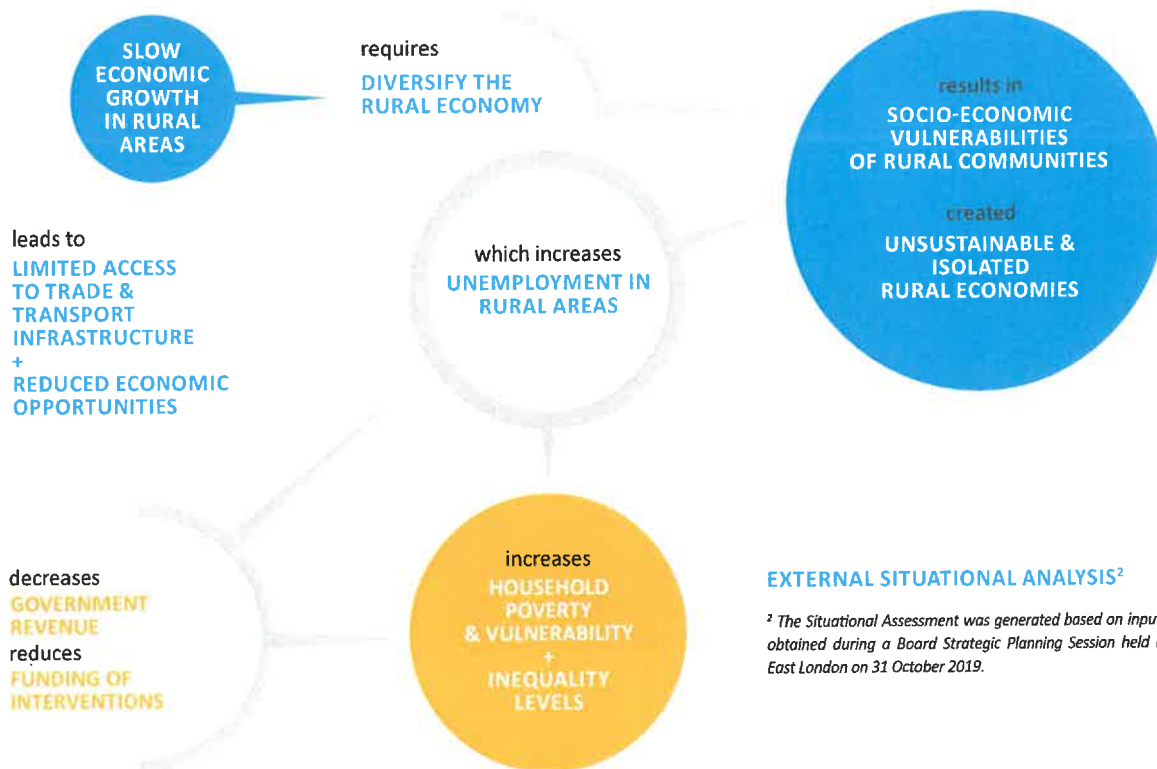 SLOW
ECONOMIC
GROWTH
IN RURAL
AREAS
requires
DIVERSIFY THE
RURAL ECONOMY
results in
SOCIO-ECONOMIC
VULNERABILITIES
OF RURAL COMMUNITIES
created
UNSUSTAINABLE &
ISOLATED
RURAL ECONOMIES
leads to
LIMITED ACCESS
TO TRADE &
TRANSPORT
INFRASTRUCTURE
+
REDUCED ECONOMIC
OPPORTUNITIES
which increases
UNEMPLOYMENT IN
RURAL AREAS
decreases
GOVERNMENT
REVENUE
reduces
FUNDING OF
INTERVENTIONS
increases
HOUSEHOLD
POVERTY
& VULNERABILITY
+
INEQUALITY
LEVELS
EXTERNAL SITUATIONAL ANALYSIS²
² The Situational Assessment was generated based on
obtained during a Board Strategic Planning Session held
East London on 31 October 2019.